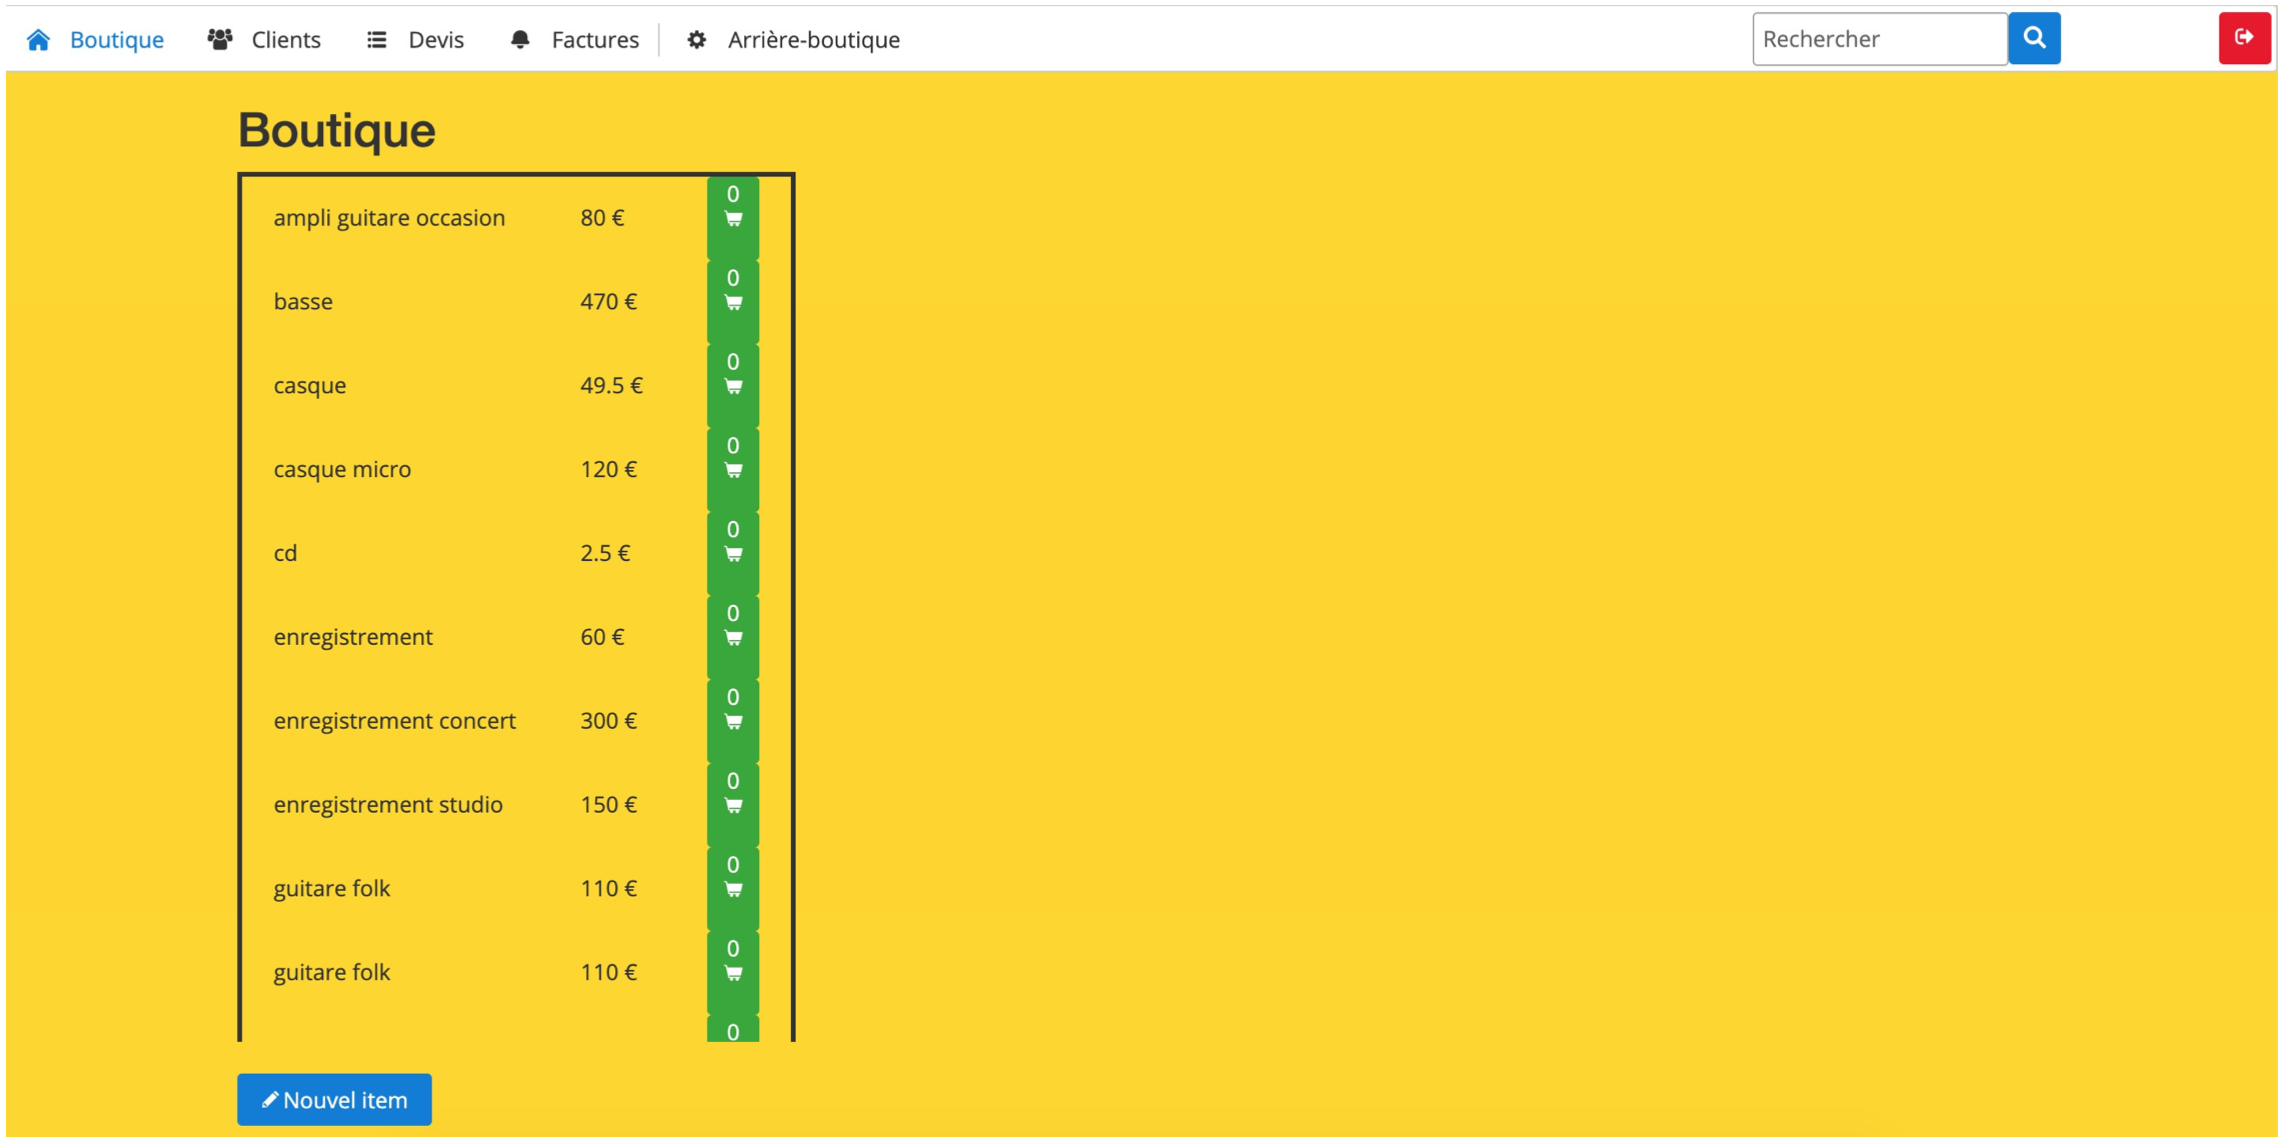 Boutique Clients Devis Factures Arrière-boutique Rechercher
Boutique
0
ampli guitare occasion 80 €
0
basse 470 €
0
casque 49.5 €
0
casque micro 120 €
0
cd 2.5 €
0
enregistrement 60 €
0
enregistrement concert 300 €
0
enregistrement studio 150 €
0
guitare folk 110 €
0
guitare folk 110 €
0
Nouvel item